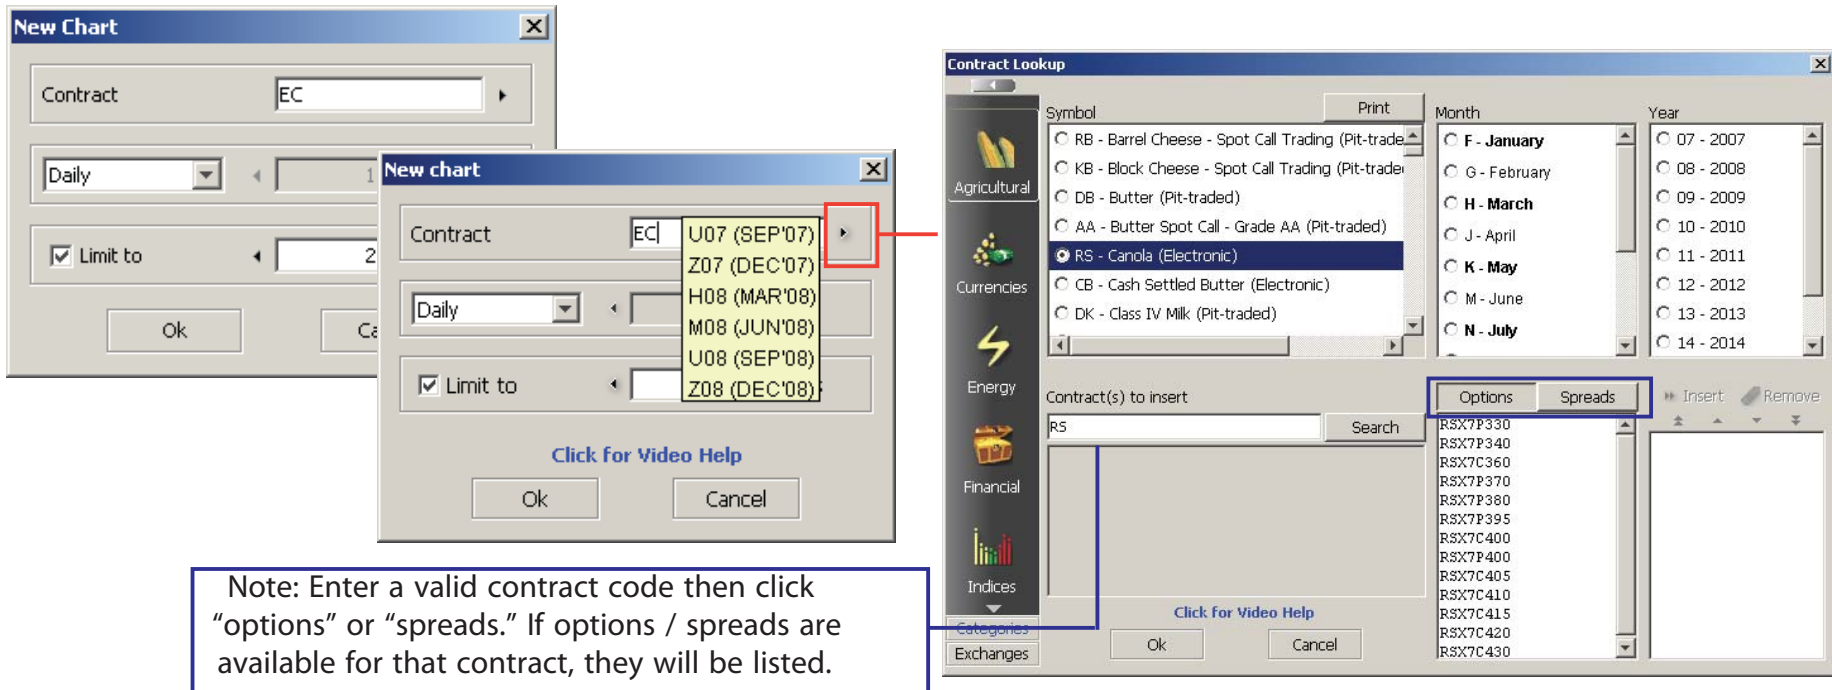 New Chart
Contract
EC
Daily
1
Limit to
2
Ok
Ca
New chart
Contract
EC
U07 (SEP'07)
Z07 (DEC'07)
H08 (MAR'08)
M08 (JUN'08)
U08 (SEP'08)
Z08 (DEC'08)
Daily
Limit to
Click for Video Help
Ok
Cancel
Contract Lookup
Agricultural
Currencies
Energy
Financial
Indices
Categories
Exchanges
Symbol
Print
RB - Barrel Cheese - Spot Call Trading (Pit-trade
KB - Block Cheese - Spot Call Trading (Pit-trade
DB - Butter (Pit-traded)
AA - Butter Spot Call - Grade AA (Pit-traded)
RS - Canola (Electronic)
CB - Cash Settled Butter (Electronic)
DK - Class IV Milk (Pit-traded)
Month
F - January
G - February
H - March
J - April
K - May
M - June
N - July
Year
07 - 2007
08 - 2008
09 - 2009
10 - 2010
11 - 2011
12 - 2012
13 - 2013
14 - 2014
Contract(s) to insert
RS
Search
Options
Spreads
Insert
Remove
RSX7P330
RSX7P340
RSX7C360
RSX7P370
RSX7P380
RSX7P395
RSX7C400
RSX7P400
RSX7C405
RSX7C410
RSX7C415
RSX7C420
RSX7C430
Click for Video Help
Ok
Cancel
Note: Enter a valid contract code then click
“options” or “spreads.” If options / spreads are
available for that contract, they will be listed.